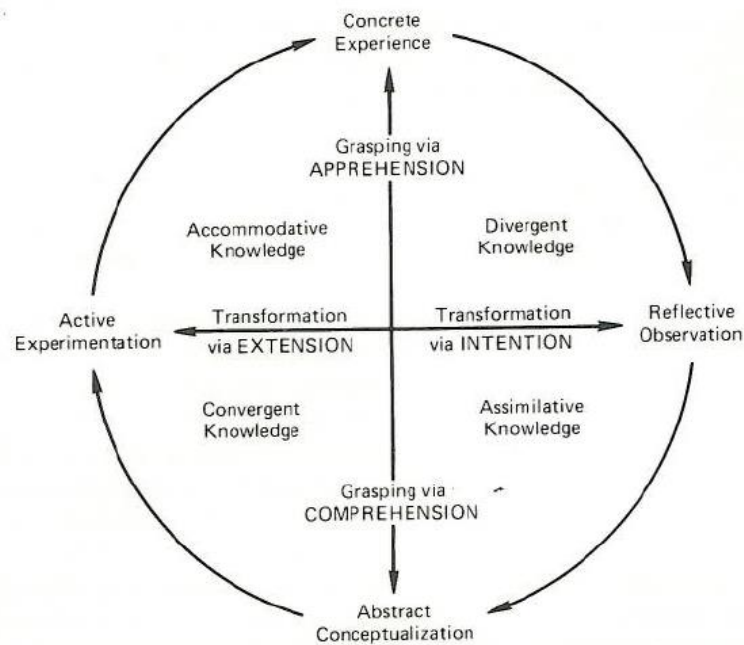 Concrete
Experience
Grasping via
APPREHENSION
Accommodative
Knowledge
Divergent
Knowledge
Active
Experimentation
Transformation
via EXTENSION
Transformation
via INTENTION
Reflective
Observation
Convergent
Knowledge
Assimilative
Knowledge
Grasping via
COMPREHENSION
Abstract
Conceptualization